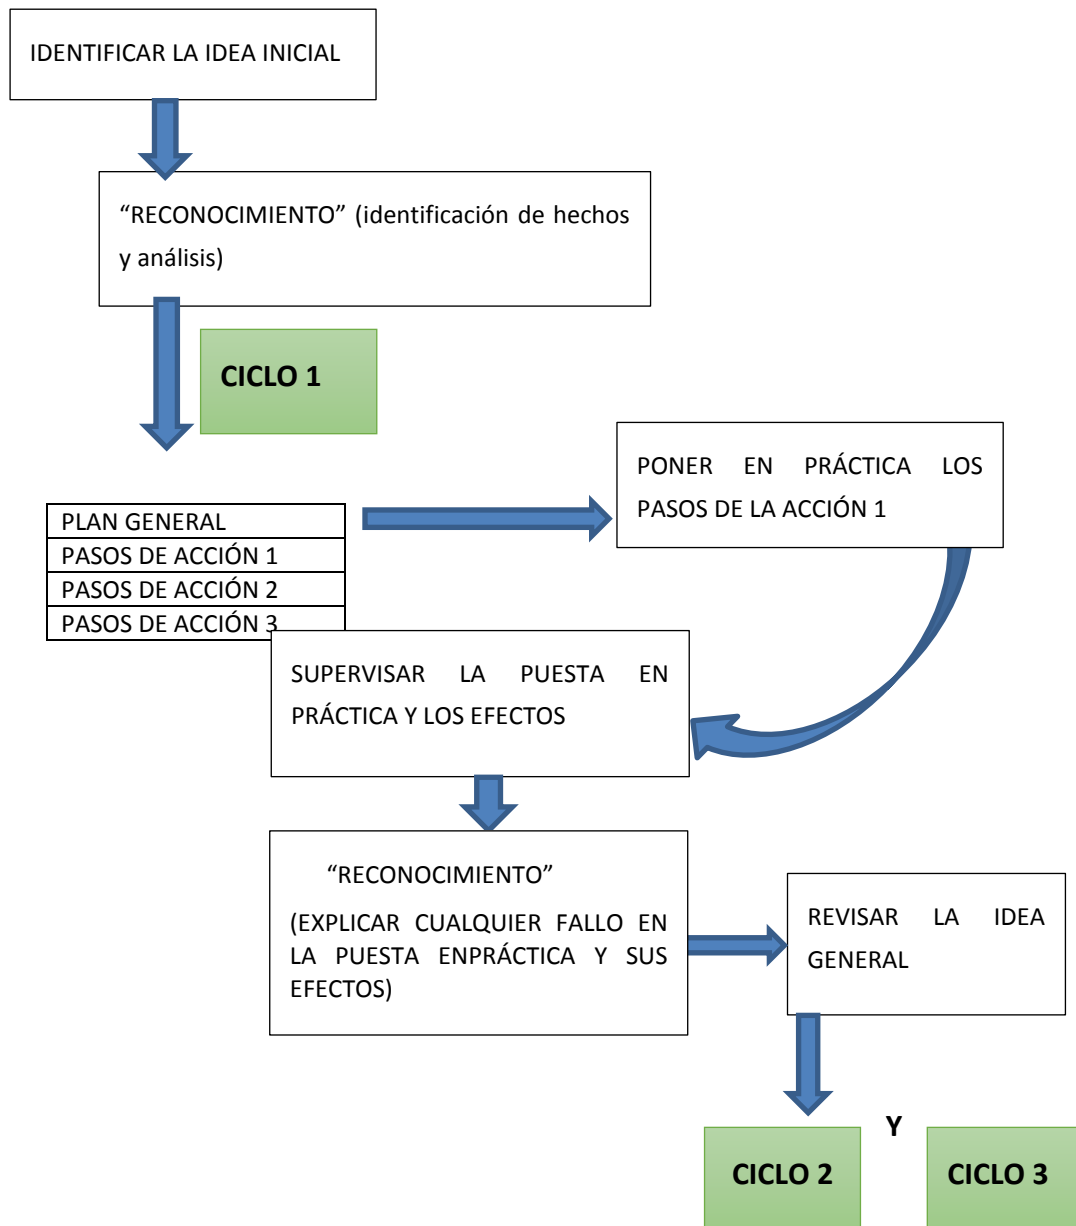 IDENTIFICAR LA IDEA INICIAL
“RECONOCIMIENTO” (identificación de hechos
y análisis)
CICLO 1
PONER EN PRÁCTICA LOS
PASOS DE LA ACCIÓN 1
PLAN GENERAL
PASOS DE ACCIÓN 1
PASOS DE ACCIÓN 2
PASOS DE ACCIÓN 3
SUPERVISAR LA PUESTA EN
PRÁCTICA Y LOS EFECTOS
“RECONOCIMIENTO”
(EXPLICAR CUALQUIER FALLO EN
LA PUESTA ENPRÁCTICA Y SUS
EFECTOS)
REVISAR LA IDEA
GENERAL
Y
CICLO 2
CICLO 3